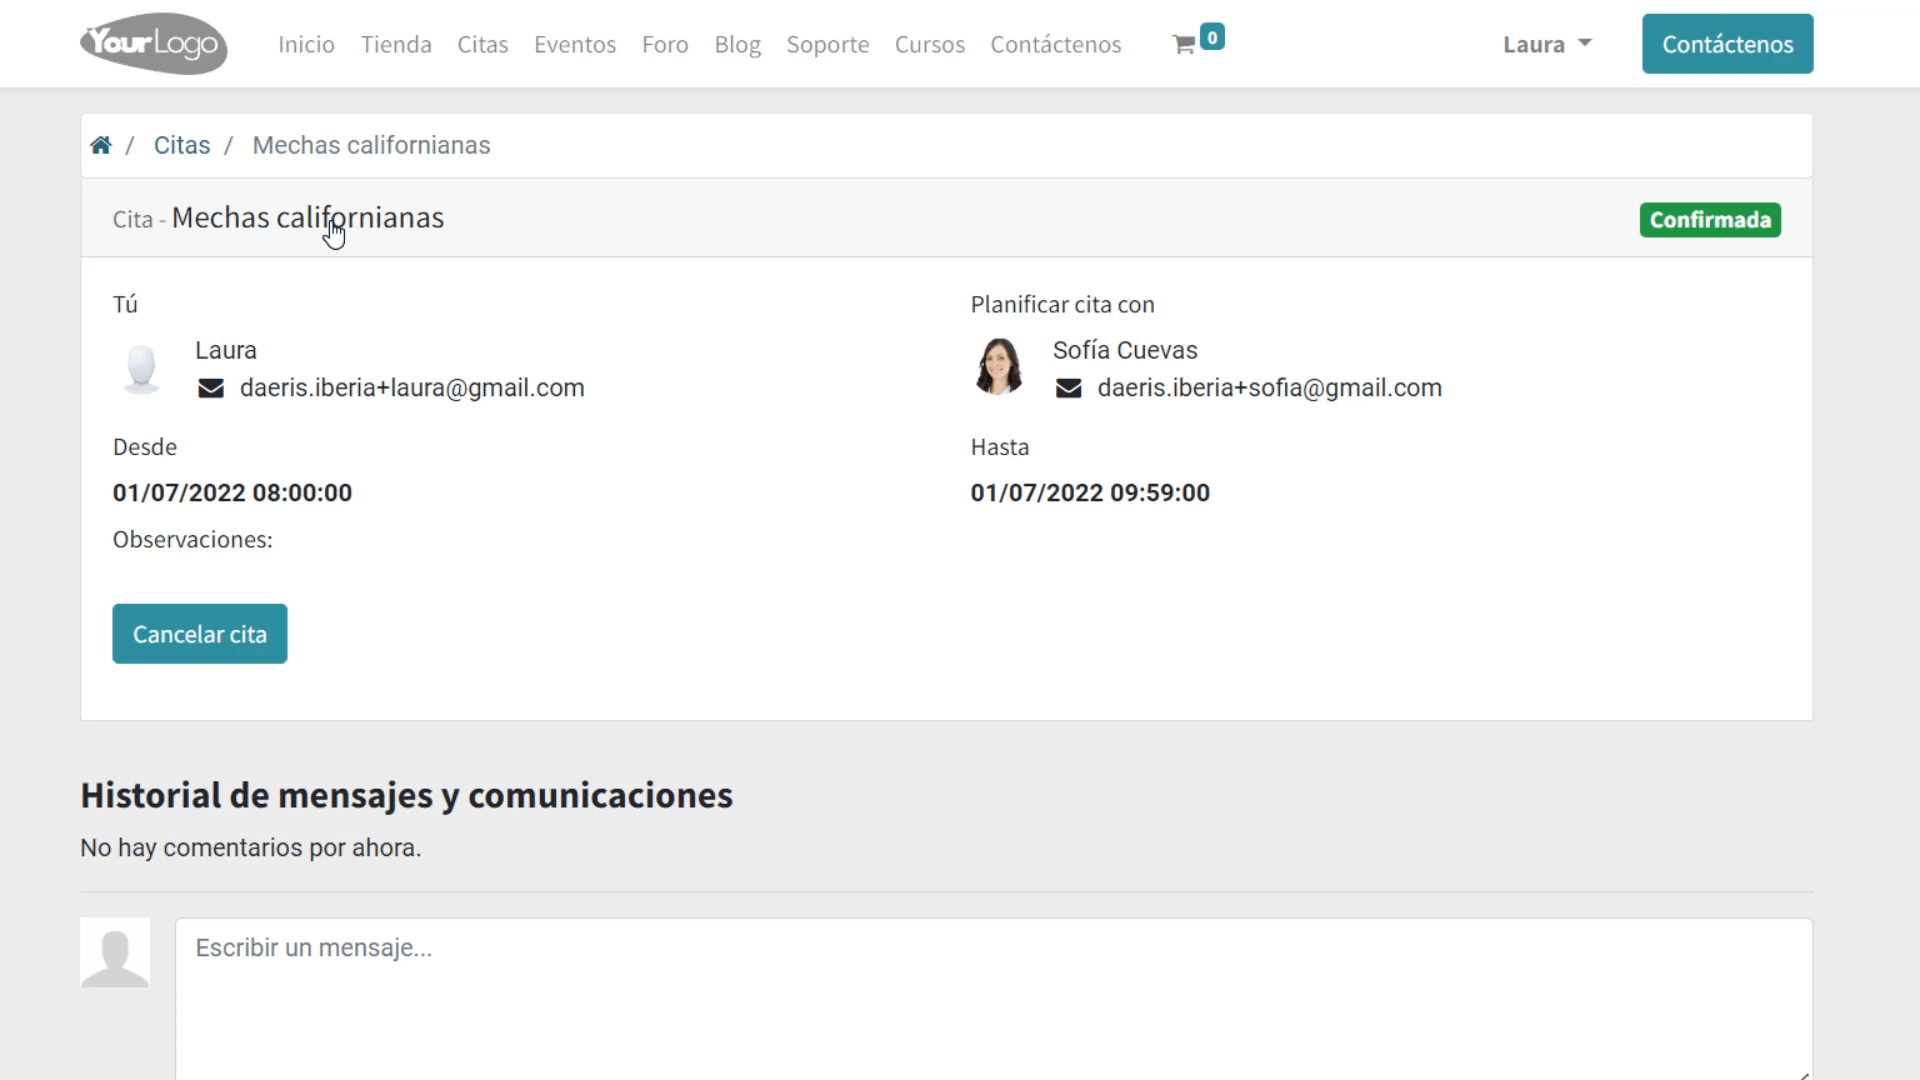 YourLogo Inicio Tienda Citas Eventos Foro Blog Soporte Cursos Contáctenos 0 Laura Contáctenos
/ Citas / Mechas californianas
Cita - Mechas californianas Confirmada
Tú Planificar cita con
Laura Sofía Cuevas
daeris.iberia+laura@gmail.com daeris.iberia+sofia@gmail.com
Desde Hasta
01/07/2022 08:00:00 01/07/2022 09:59:00
Observaciones:
Cancelar cita
Historial de mensajes y comunicaciones
No hay comentarios por ahora.
Escribir un mensaje...